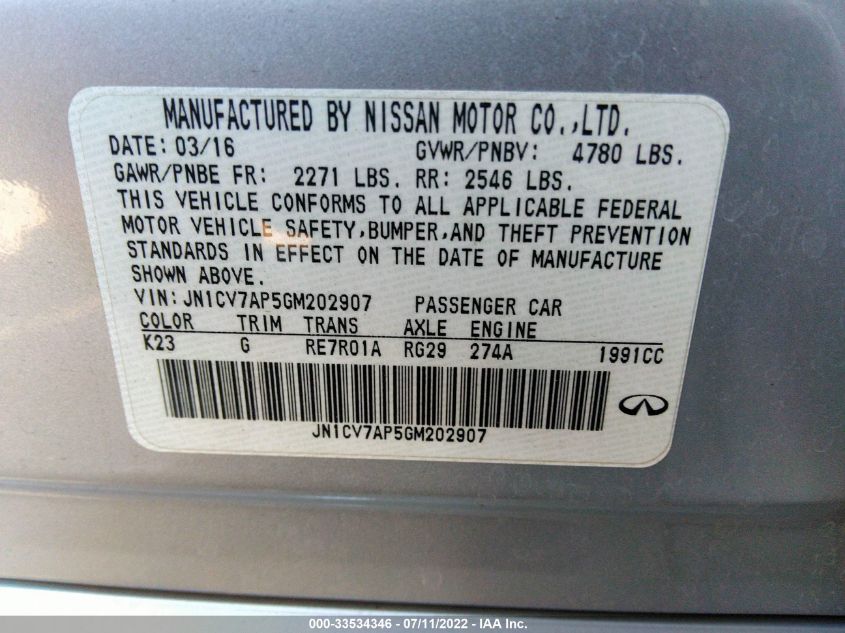 MANUFACTURED BY NISSAN MOTOR CO.,LTD.
DATE: 03/16 GVWR/PNBV: 4780 LBS.
GAWR/PNBE FR: 2271 LBS. RR: 2546 LBS.
THIS VEHICLE CONFORMS TO ALL APPLICABLE FEDERAL
MOTOR VEHICLE SAFETY,BUMPER,AND THEFT PREVENTION
STANDARDS IN EFFECT ON THE DATE OF MANUFACTURE
SHOWN ABOVE.
VIN:JN1CV7AP5GM202907 PASSENGER CAR
COLOR TRIM TRANS AXLE ENGINE
K23 G RE7R01A RG29 274A 1991CC
JN1CV7AP5GM202907
000-33534346 / 07/11/2022 - IAA Inc.